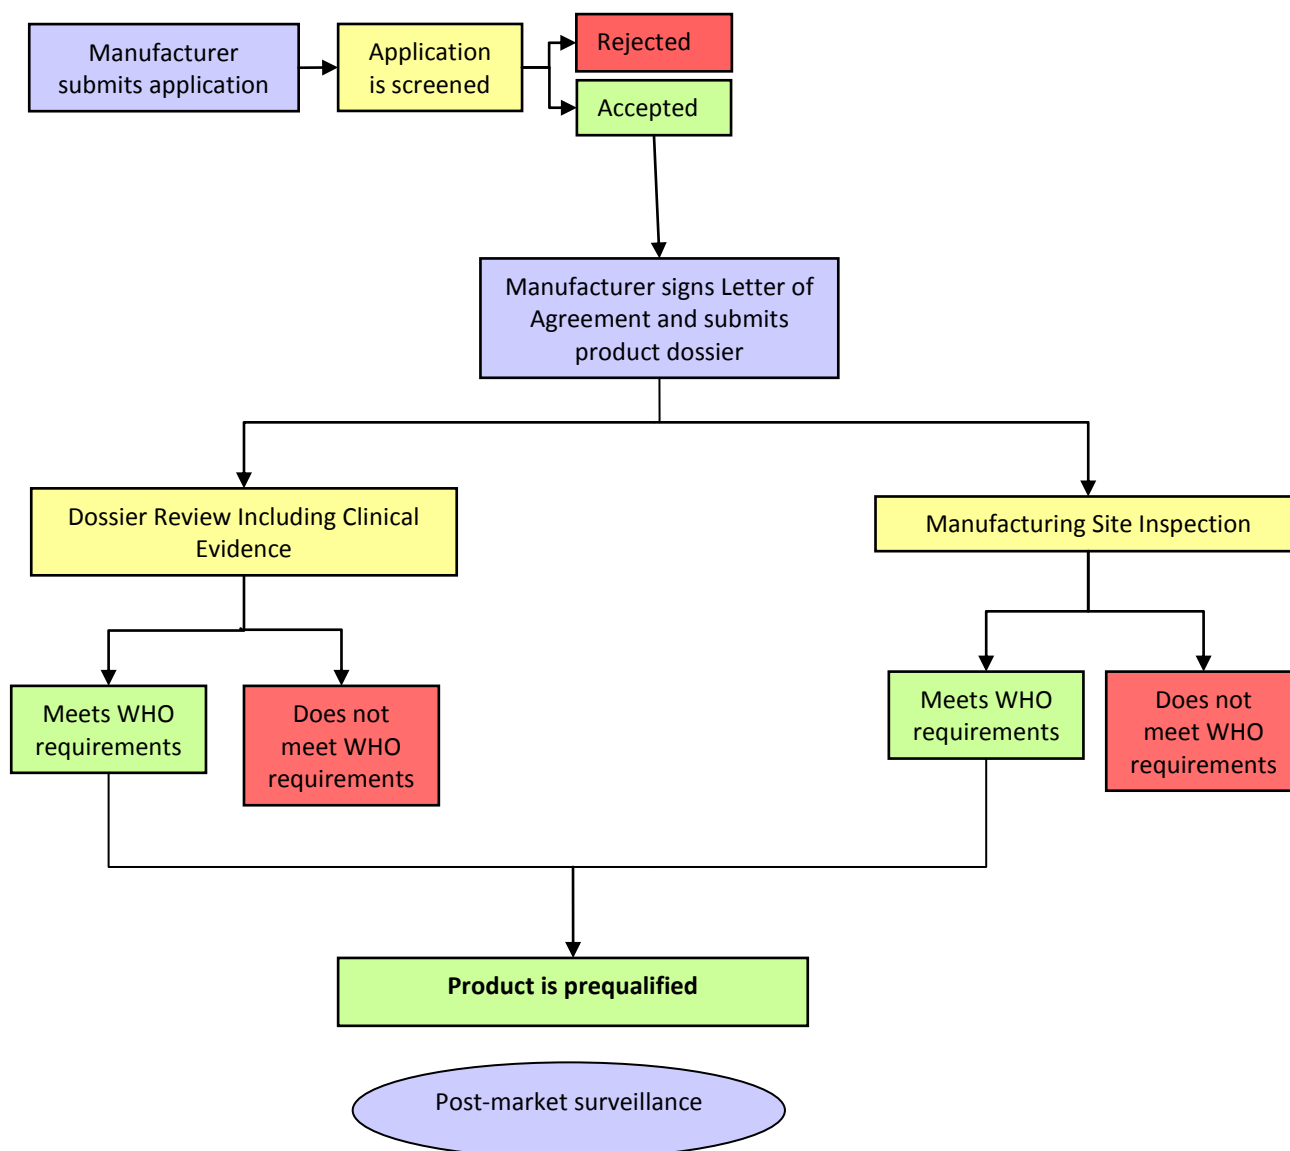 Manufacturer
submits application
Application
is screened
Rejected
Accepted
Manufacturer signs Letter of
Agreement and submits
product dossier
Dossier Review Including Clinical
Evidence
Manufacturing Site Inspection
Meets WHO
requirements
Does not
meet WHO
requirements
Meets WHO
requirements
Does not
meet WHO
requirements
Product is prequalified
Post-market surveillance